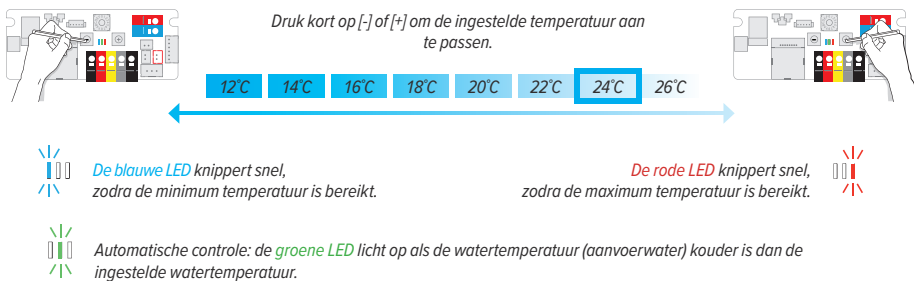 Druk kort op [-] of [+] om de ingestelde temperatuur aan
te passen.
12°C 14°C 16°C 18°C 20°C 22°C 24°C 26°C
De blauwe LED knippert snel,
zodra de minimum temperatuur is bereikt.
De rode LED knippert snel,
zodra de maximum temperatuur is bereikt.
Automatische controle: de groene LED licht op als de watertemperatuur (aanvoerwater) kouder is dan de
ingestelde watertemperatuur.